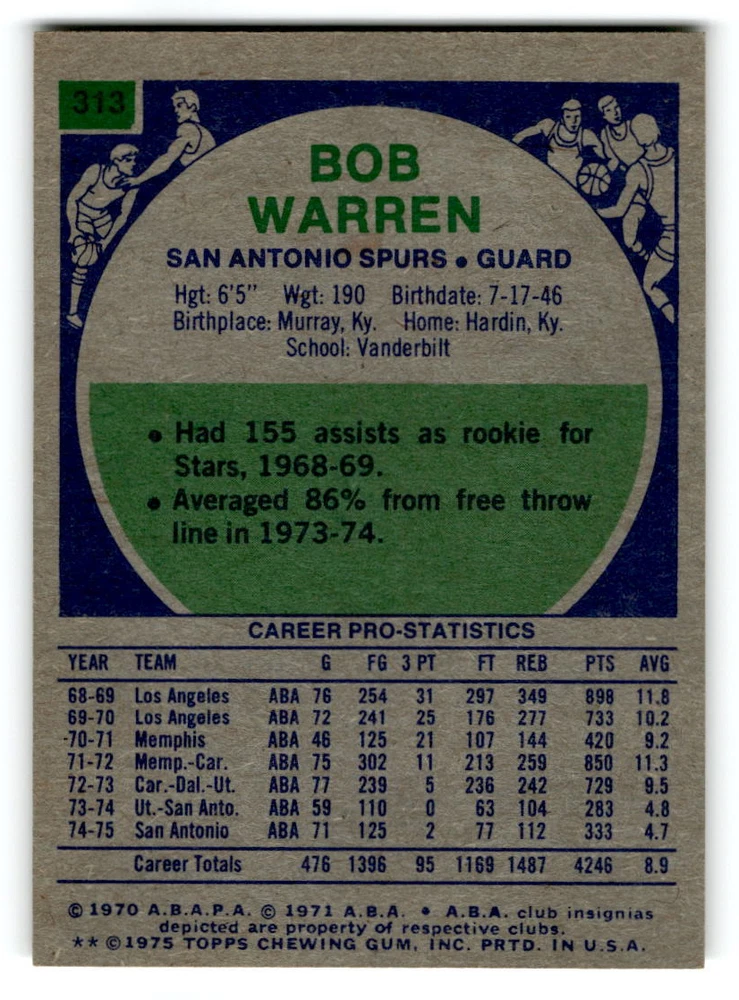 313
BOB
WARREN
SAN ANTONIO SPURS • GUARD
Hgt: 6'5" Wgt: 190 Birthdate: 7-17-46
Birthplace: Murray, Ky. Home: Hardin, Ky.
School: Vanderbilt
• Had 155 assists as rookie for
Stars, 1968-69.
• Averaged 86% from free throw
line in 1973-74.
CAREER PRO-STATISTICS
YEAR TEAM G FG 3 PT FT REB PTS AVG
68-69 Los Angeles ABA 76 254 31 297 349 898 11.8
69-70 Los Angeles ABA 72 241 25 176 277 733 10.2
-70-71 Memphis ABA 46 125 21 107 144 420 9.2
71-72 Memp.-Car. ABA 75 302 11 213 259 850 11.3
72-73 Car.-Dal.-Ut. ABA 77 239 5 236 242 729 9.5
73-74 Ut.-San Anto. ABA 59 110 0 63 104 283 4.8
74-75 San Antonio ABA 71 125 2 77 112 333 4.7
Career Totals 476 1396 95 1169 1487 4246 8.9
© 1970 A.B.A.P.A. © 1971 A.B.A. • A.B.A. club insignias
depicted are property of respective clubs.
** © 1975 TOPPS CHEWING GUM, INC. PRTD. IN U.S.A.